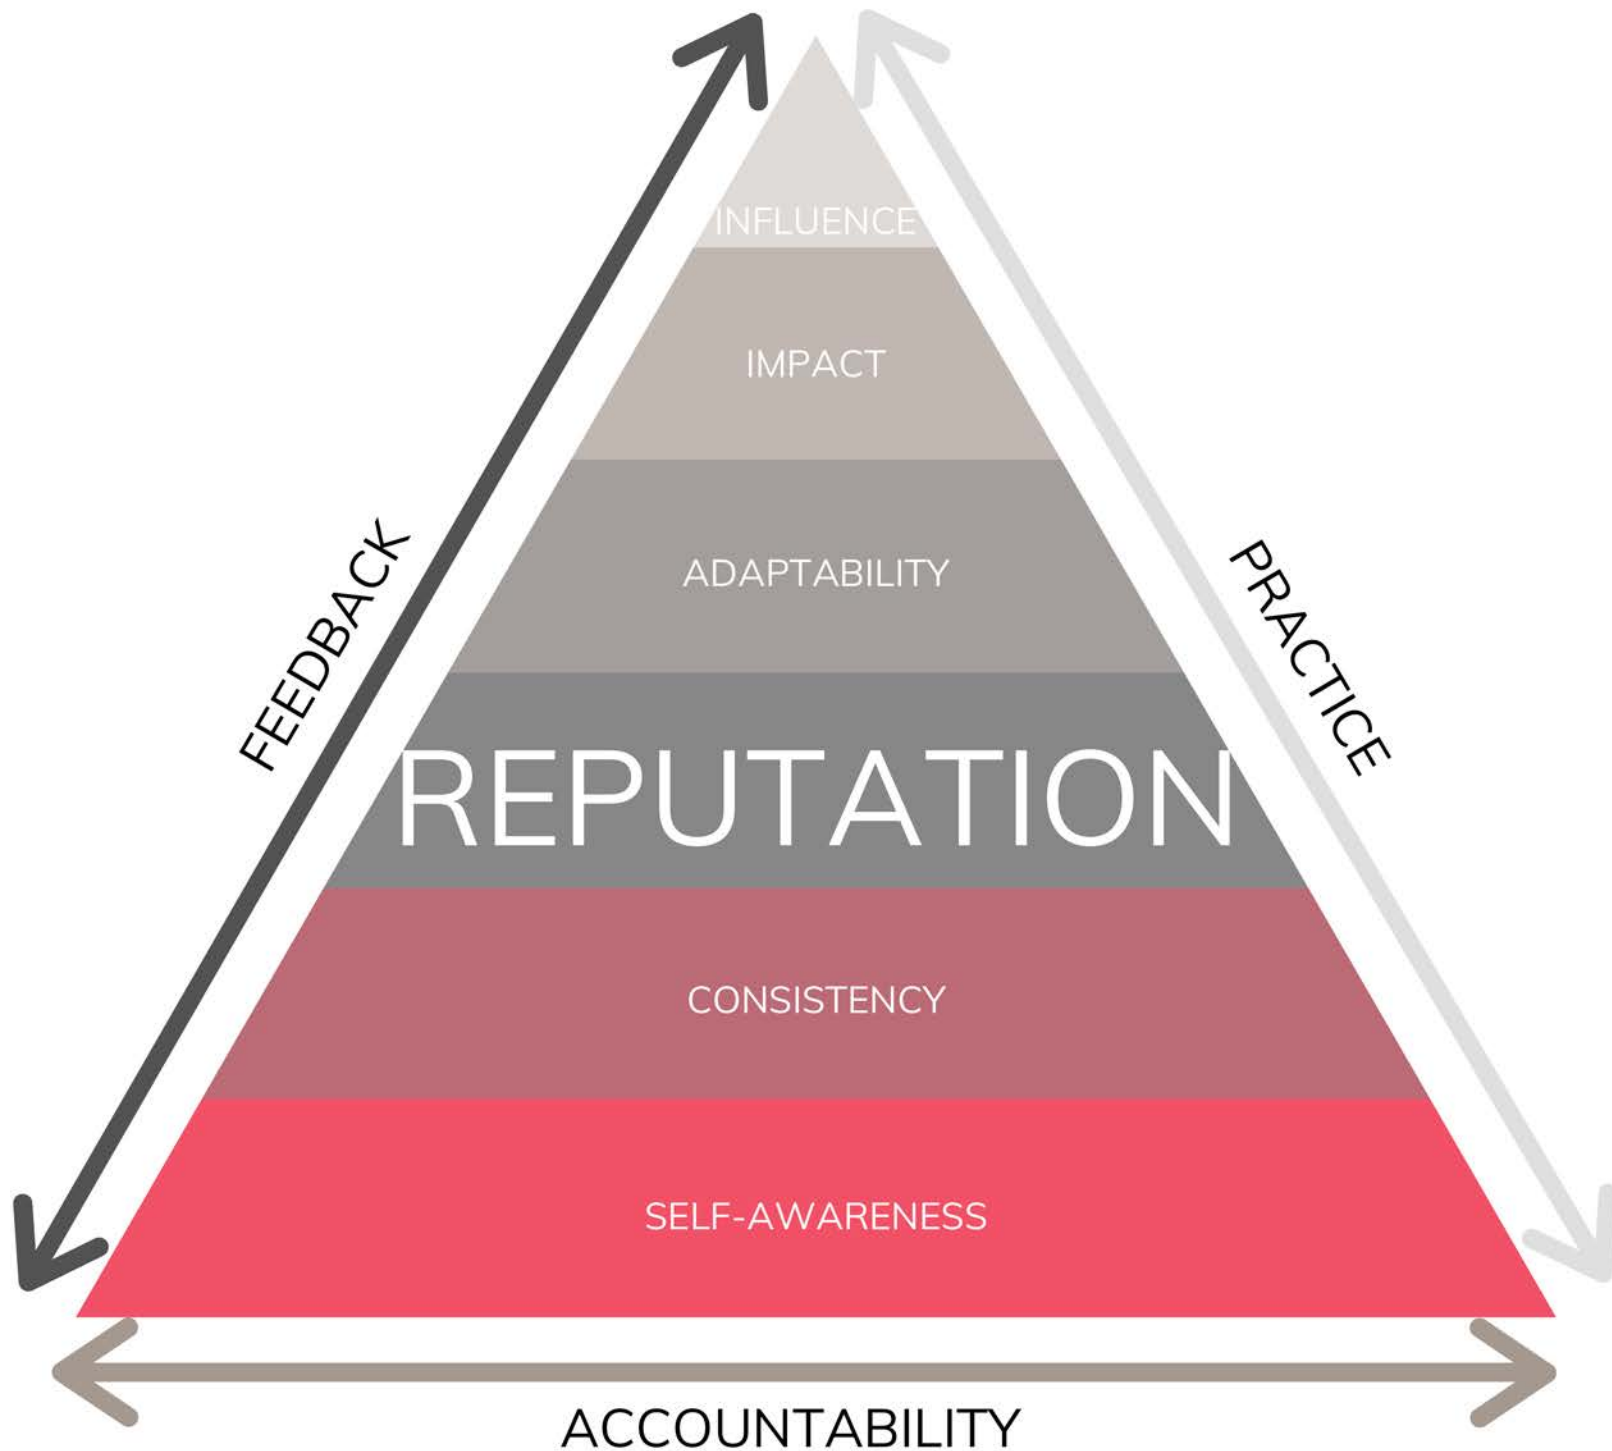 INFLUENCE
IMPACT
ADAPTABILITY
FEEDBACK
PRACTICE
REPUTATION
CONSISTENCY
SELF-AWARENESS
ACCOUNTABILITY